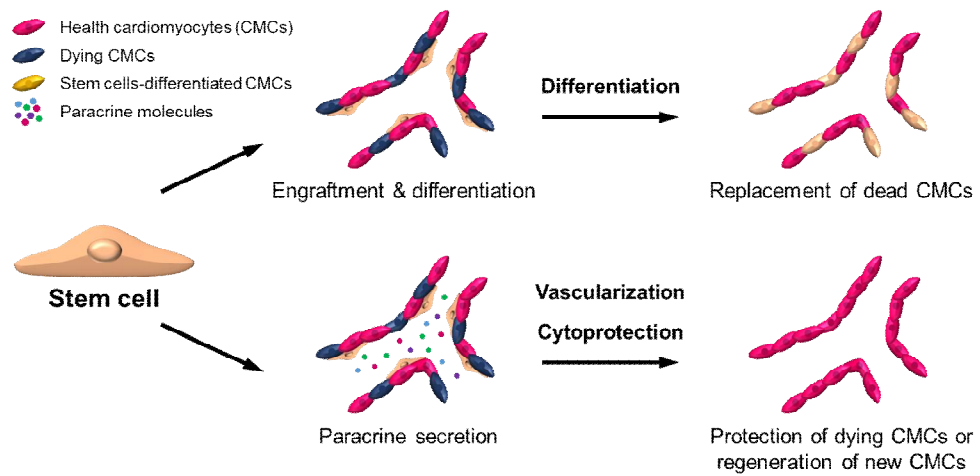 Health cardiomyocytes (CMCs)
Dying CMCs
Stem cells-differentiated CMCs
Paracrine molecules
Differentiation
Engraftment & differentiation
Replacement of dead CMCs
Stem cell
Vascularization
Cytoprotection
Paracrine secretion
Protection of dying CMCs or
regeneration of new CMCs